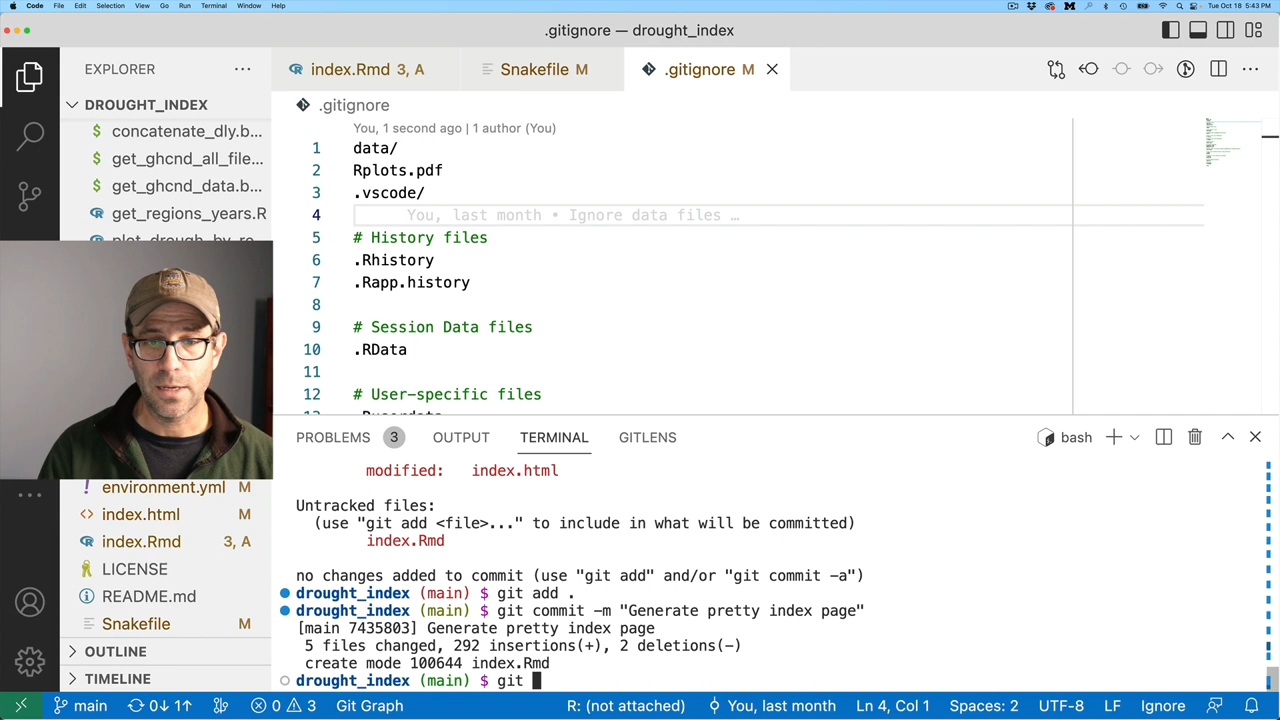 Code File Edit Selection View Go Run Terminal Window Help
Tue Oct 18 5:43 PM
.gitignore — drought_index
EXPLORER
index.Rmd 3, A
Snakefile M
.gitignore M
DROUGHT_INDEX
.gitignore
concatenate_dly.b...
get_ghcnd_all_file...
get_ghcnd_data.b...
get_regions_years.R
You, 1 second ago | 1 author (You)
1 data/
2 Rplots.pdf
3 .vscode/
4 You, last month • Ignore data files …
5 # History files
6 .Rhistory
7 .Rapp.history
8
9 # Session Data files
10 .RData
11
12 # User-specific files
environment.yml M
index.html M
index.Rmd 3, A
LICENSE
README.md
Snakefile M
OUTLINE
TIMELINE
PROBLEMS 3 OUTPUT TERMINAL GITLENS
bash
modified: index.html
Untracked files:
(use "git add <file>..." to include in what will be committed)
index.Rmd
no changes added to commit (use "git add" and/or "git commit -a")
drought_index (main) $ git add .
drought_index (main) $ git commit -m "Generate pretty index page"
[main 7435803] Generate pretty index page
5 files changed, 292 insertions(+), 2 deletions(-)
create mode 100644 index.Rmd
drought_index (main) $ git
main 0↓ 1↑ 0 3 Git Graph
R: (not attached) You, last month Ln 4, Col 1 Spaces: 2 UTF-8 LF Ignore